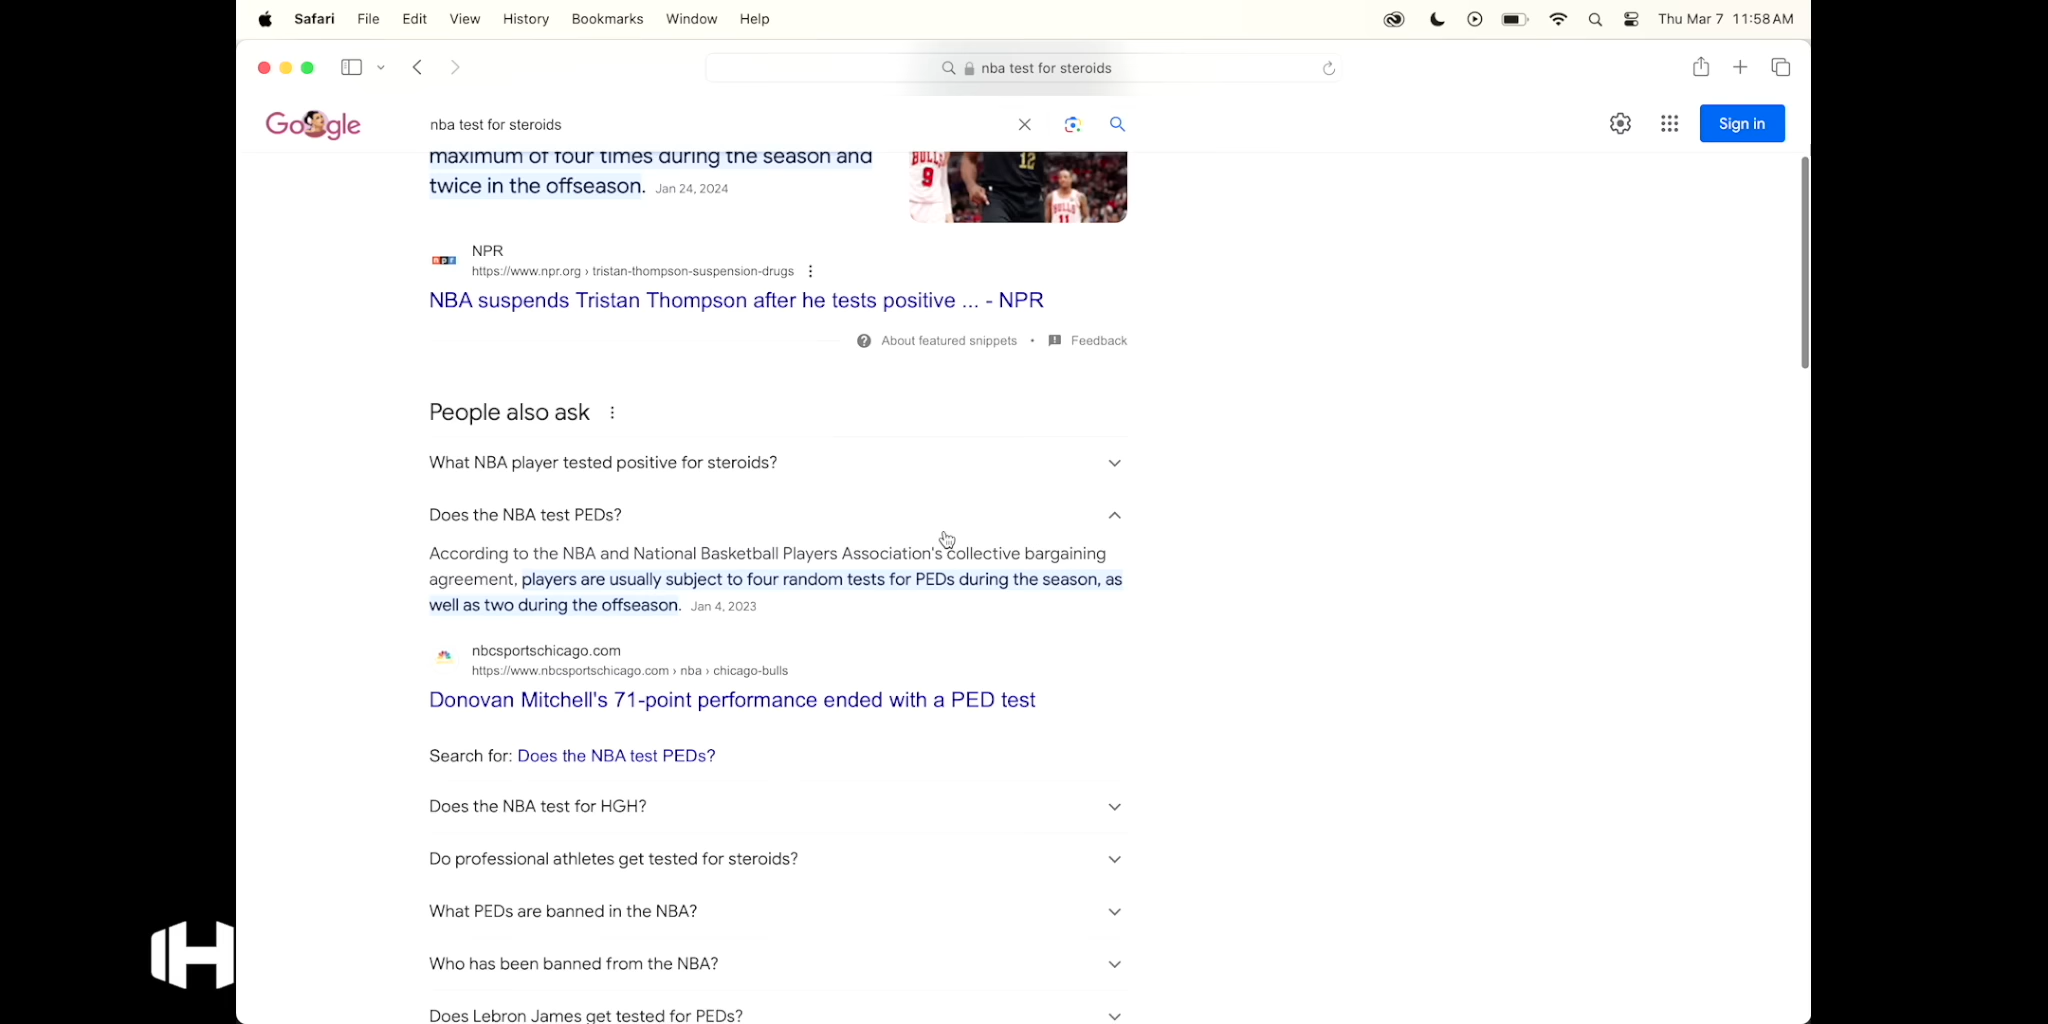 Safari File Edit View History Bookmarks Window Help Thu Mar 7 11:58 AM
nba test for steroids
Google nba test for steroids Sign in
maximum of four times during the season and
twice in the offseason. Jan 24, 2024
BULLS 9 12 BULLS 11
NPR
npr https://www.npr.org › tristan-thompson-suspension-drugs
NBA suspends Tristan Thompson after he tests positive ... - NPR
About featured snippets • Feedback
People also ask
What NBA player tested positive for steroids?
Does the NBA test PEDs?
According to the NBA and National Basketball Players Association's collective bargaining
agreement, players are usually subject to four random tests for PEDs during the season, as
well as two during the offseason. Jan 4, 2023
nbcsportschicago.com
https://www.nbcsportschicago.com › nba › chicago-bulls
Donovan Mitchell's 71-point performance ended with a PED test
Search for: Does the NBA test PEDs?
Does the NBA test for HGH?
Do professional athletes get tested for steroids?
What PEDs are banned in the NBA?
Who has been banned from the NBA?
Does Lebron James get tested for PEDs?
H